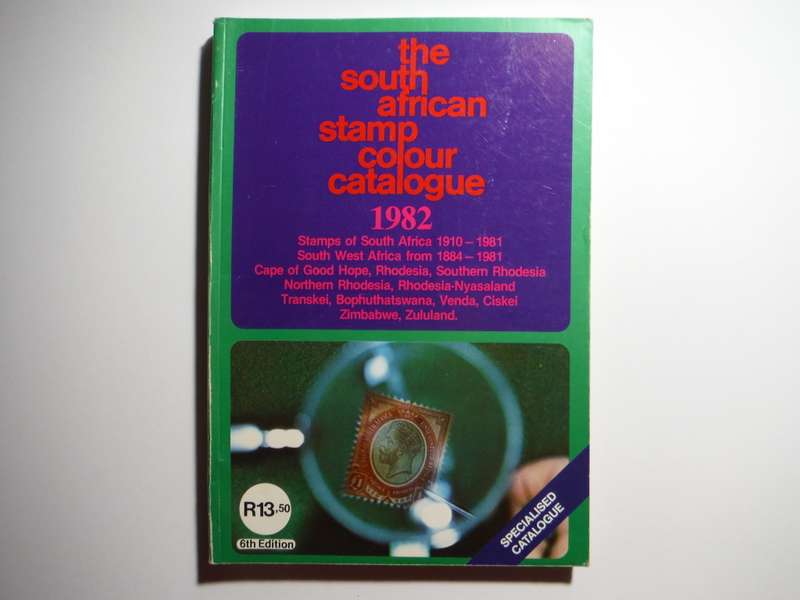 the
south
african
stamp
colour
catalogue
1982
Stamps of South Africa 1910 – 1981
South West Africa from 1884 – 1981
Cape of Good Hope, Rhodesia, Southern Rhodesia
Northern Rhodesia, Rhodesia-Nyasaland
Transkei, Bophuthatswana, Venda, Ciskei
Zimbabwe, Zululand.
R13,50
6th Edition
SPECIALISED
CATALOGUE